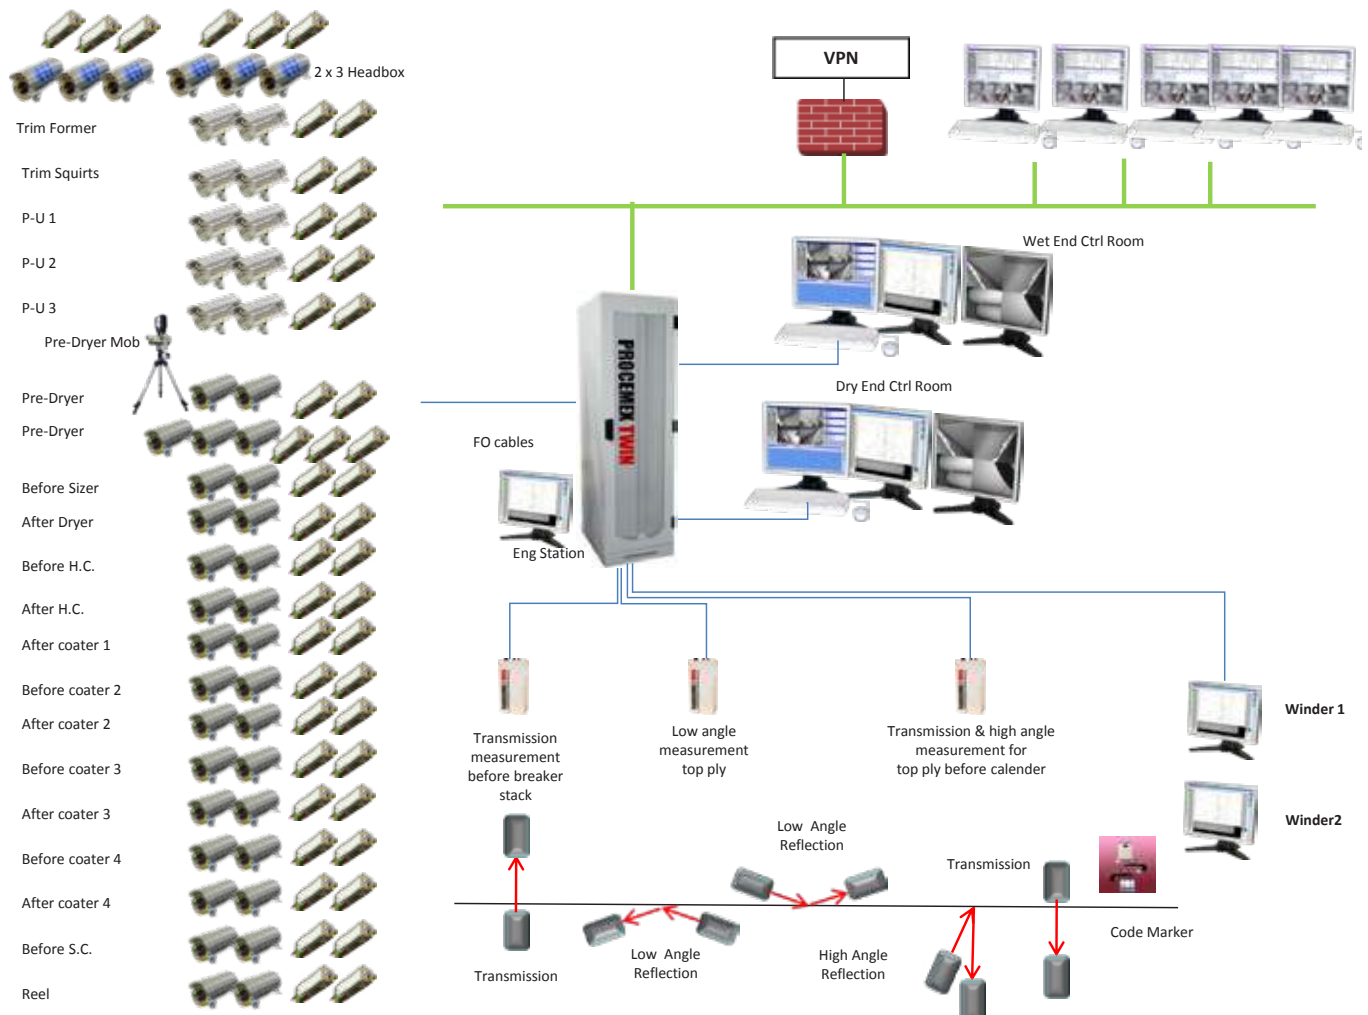 2 x 3 Headbox
Trim Former
Trim Squirts
P-U 1
P-U 2
P-U 3
Pre-Dryer Mob
Pre-Dryer
Pre-Dryer
Before Sizer
After Dryer
Before H.C.
After H.C.
After coater 1
Before coater 2
After coater 2
Before coater 3
After coater 3
Before coater 4
After coater 4
Before S.C.
Reel
VPN
Wet End Ctrl Room
Dry End Ctrl Room
PROCEMEX TWIN
FO cables
Eng Station
Transmission
measurement
before breaker
stack
Low angle
measurement
top ply
Transmission & high angle
measurement for
top ply before calender
Winder 1
Winder2
Low Angle
Reflection
Transmission
Code Marker
Transmission
Low Angle
Reflection
High Angle
Reflection